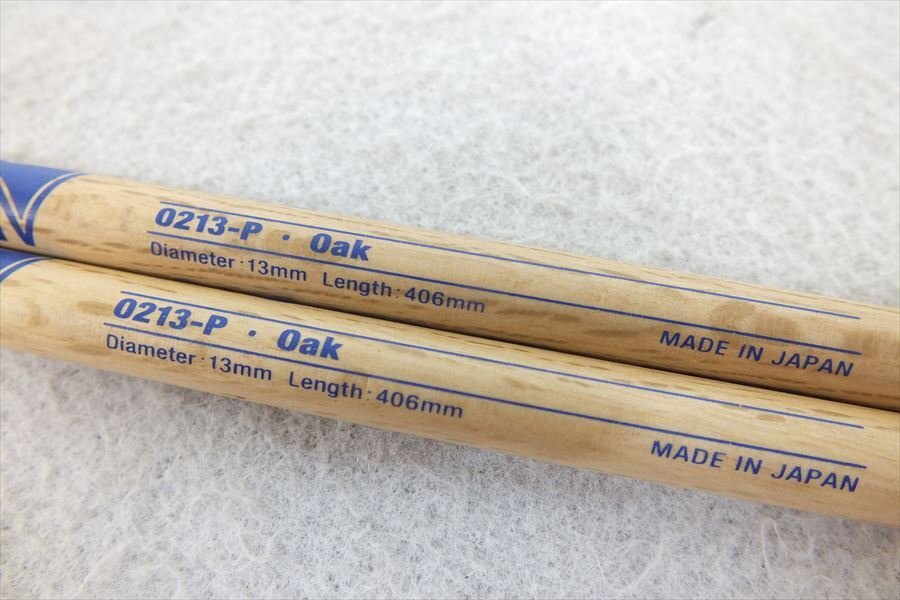 0213-P · Oak
Diameter : 13mm Length : 406mm
MADE IN JAPAN
0213-P · Oak
Diameter : 13mm Length : 406mm
MADE IN JAPAN